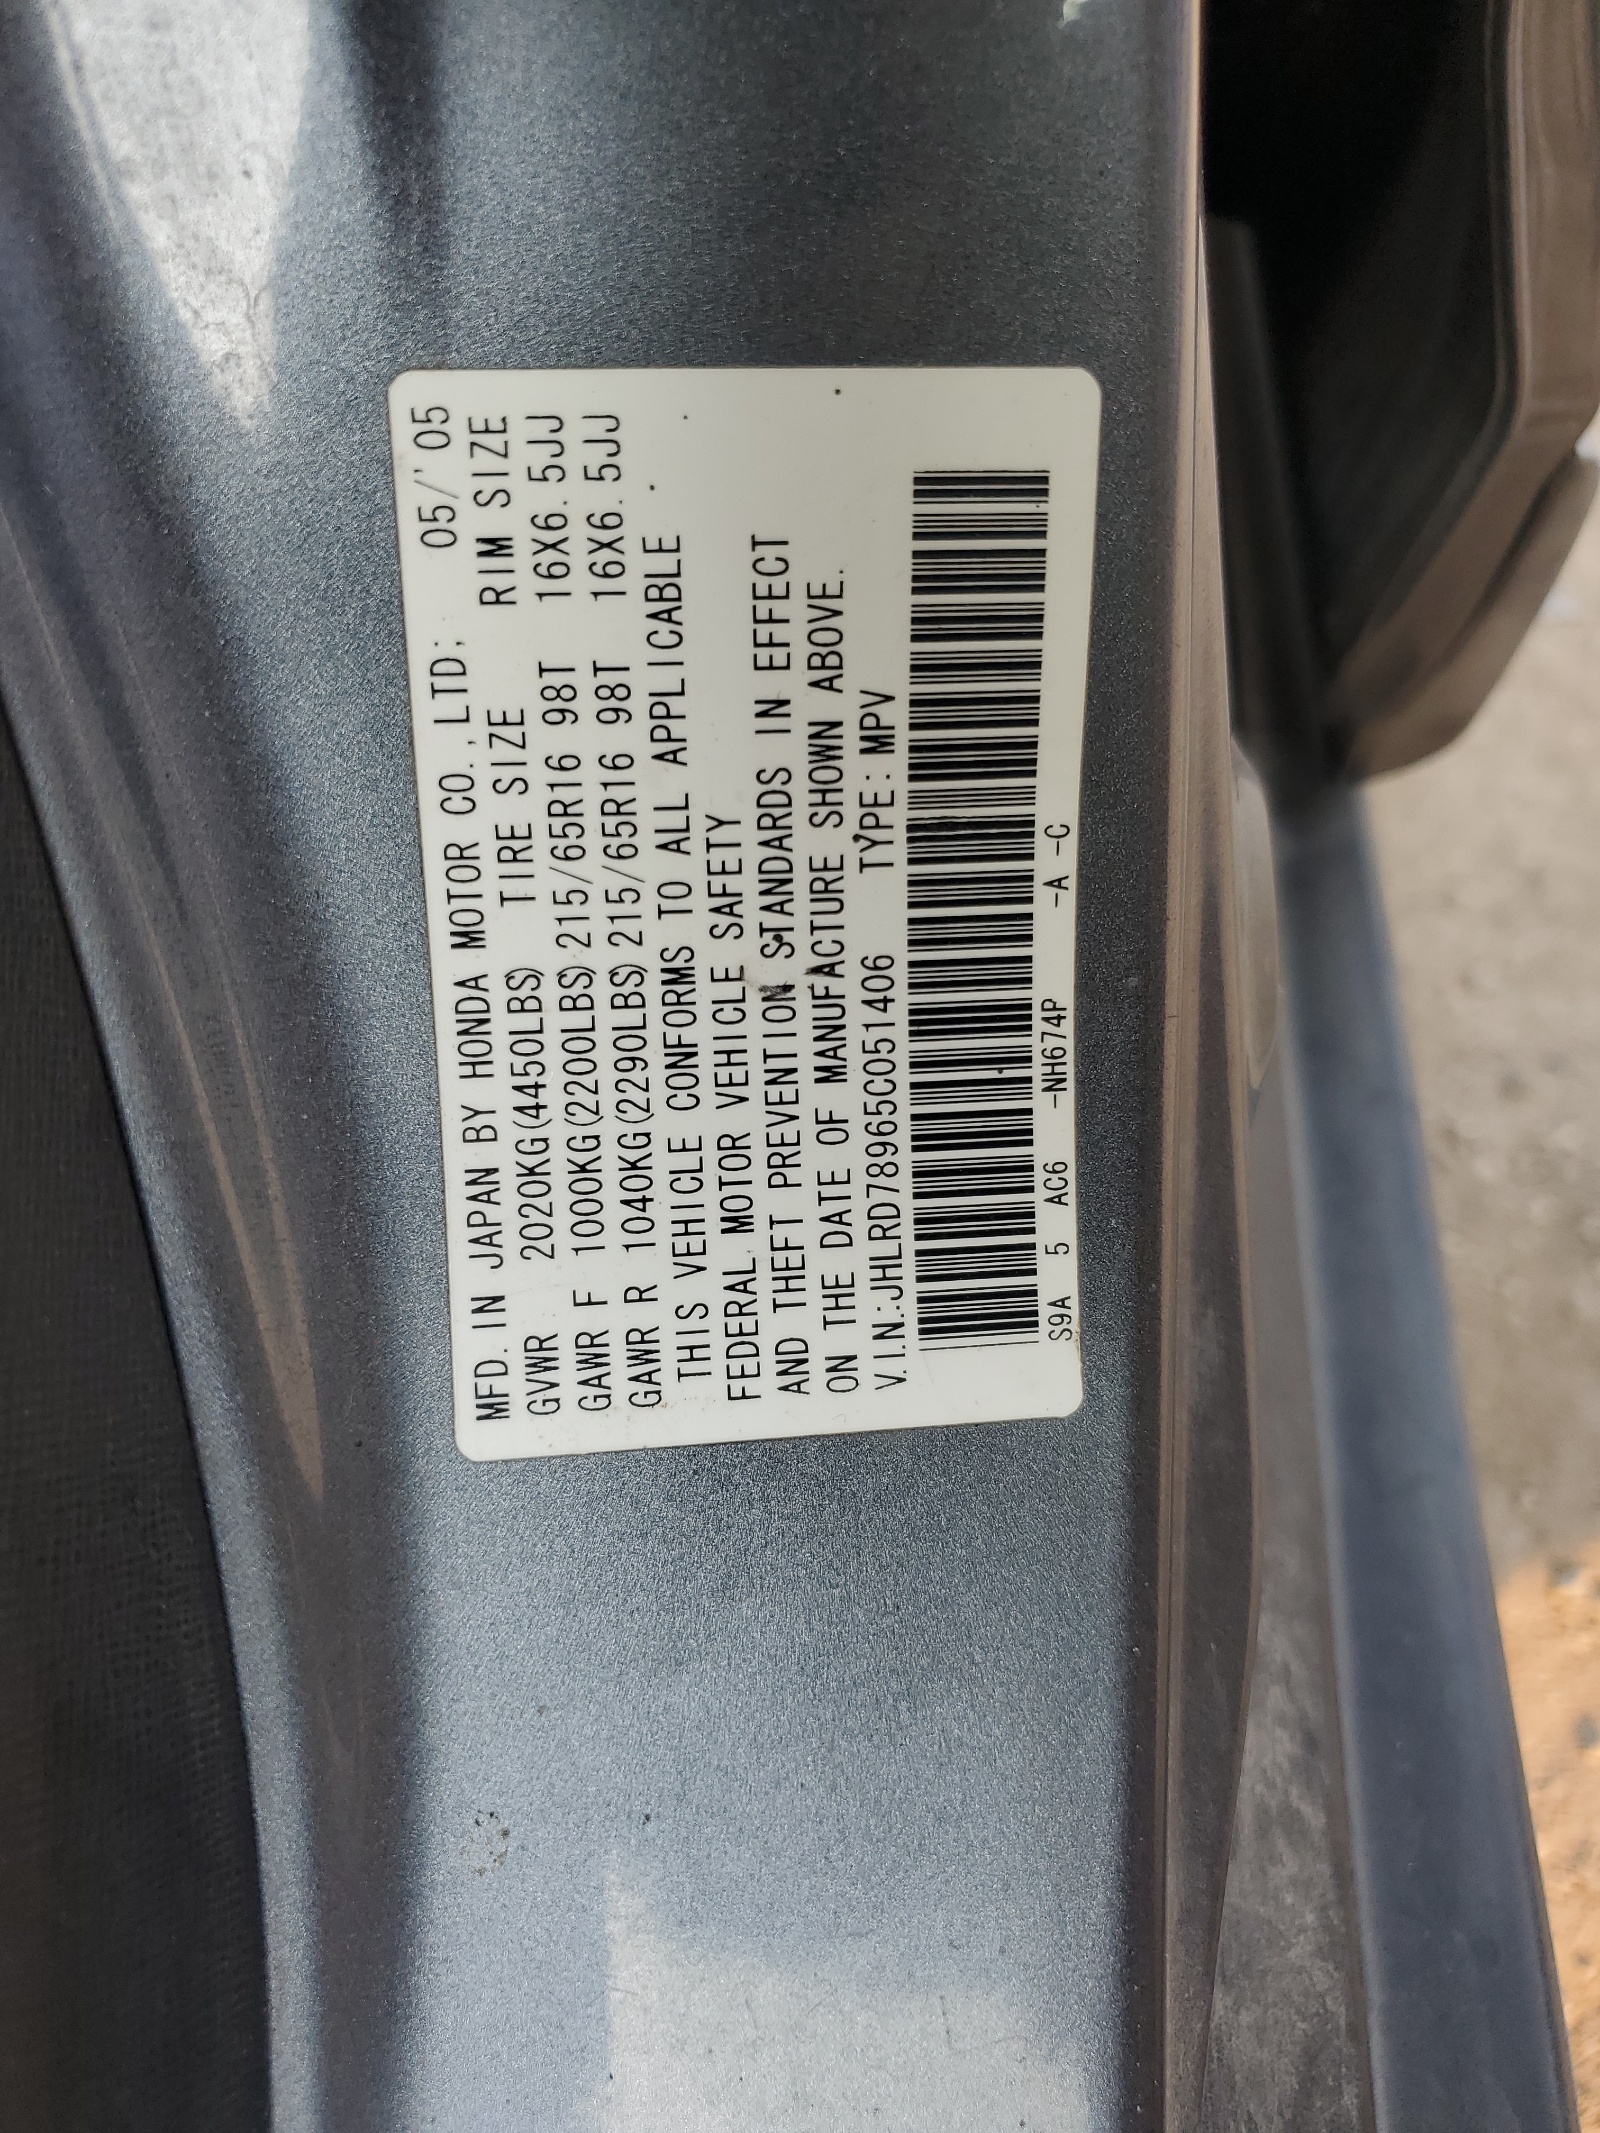 MFD. IN JAPAN BY HONDA MOTOR CO., LTD; 05/'05
GVWR 2020KG(4450LBS) TIRE SIZE RIM SIZE
GAWR F 1000KG(2200LBS) 215/65R16 98T 16X6.5JJ
GAWR R 1040KG(2290LBS) 215/65R16 98T 16X6.5JJ
THIS VEHICLE CONFORMS TO ALL APPLICABLE
FEDERAL MOTOR VEHICLE SAFETY
AND THEFT PREVENTION STANDARDS IN EFFECT
ON THE DATE OF MANUFACTURE SHOWN ABOVE.
V.I.N.:JHLRD78965C051406 TYPE:MPV
S9A 5 AC6 -NH674P -A -C